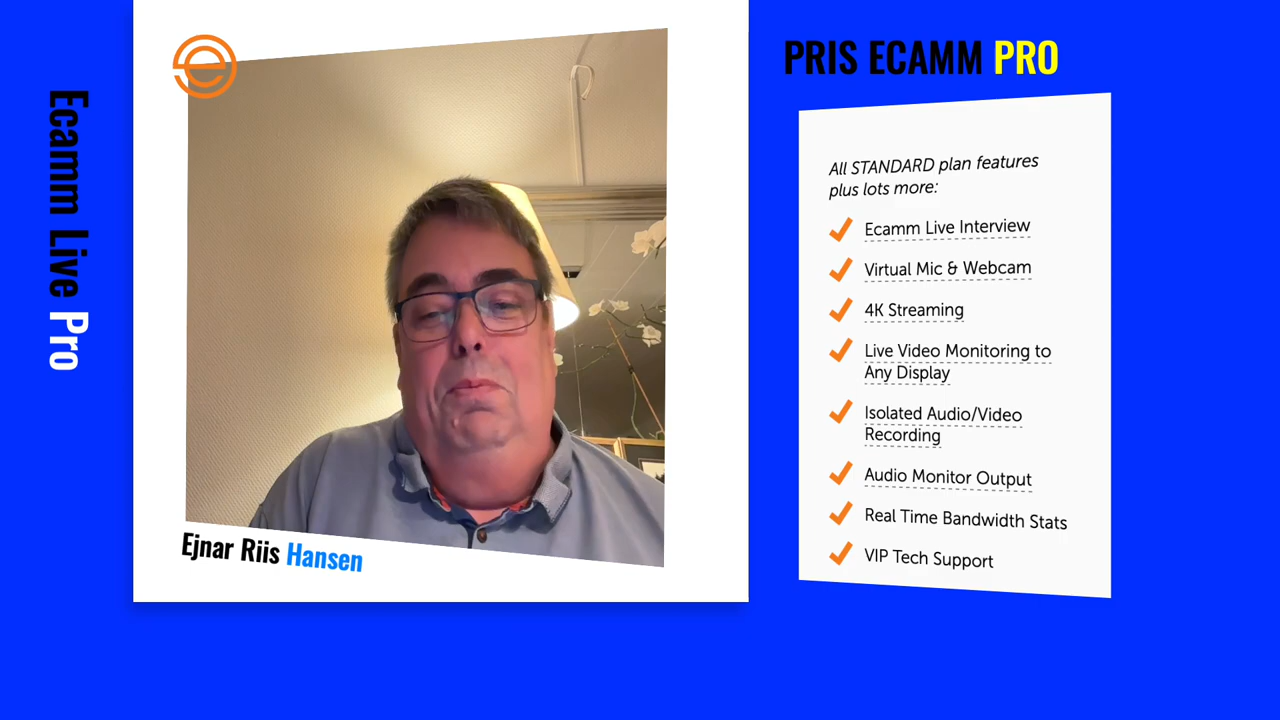 Ecamm Live Pro
Ejnar Riis Hansen
PRIS ECAMM PRO
All STANDARD plan features
plus lots more:
Ecamm Live Interview
Virtual Mic & Webcam
4K Streaming
Live Video Monitoring to
Any Display
Isolated Audio/Video
Recording
Audio Monitor Output
Real Time Bandwidth Stats
VIP Tech Support